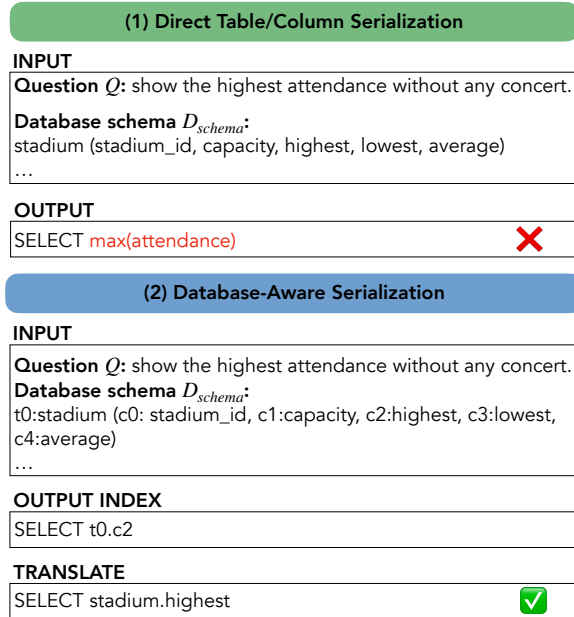 (1) Direct Table/Column Serialization
INPUT
Question Q: show the highest attendance without any concert.
Database schema Dschema:
stadium (stadium_id, capacity, highest, lowest, average)
…
OUTPUT
SELECT max(attendance)
(2) Database-Aware Serialization
INPUT
Question Q: show the highest attendance without any concert.
Database schema Dschema:
t0:stadium (c0: stadium_id, c1:capacity, c2:highest, c3:lowest,
c4:average)
…
OUTPUT INDEX
SELECT t0.c2
TRANSLATE
SELECT stadium.highest